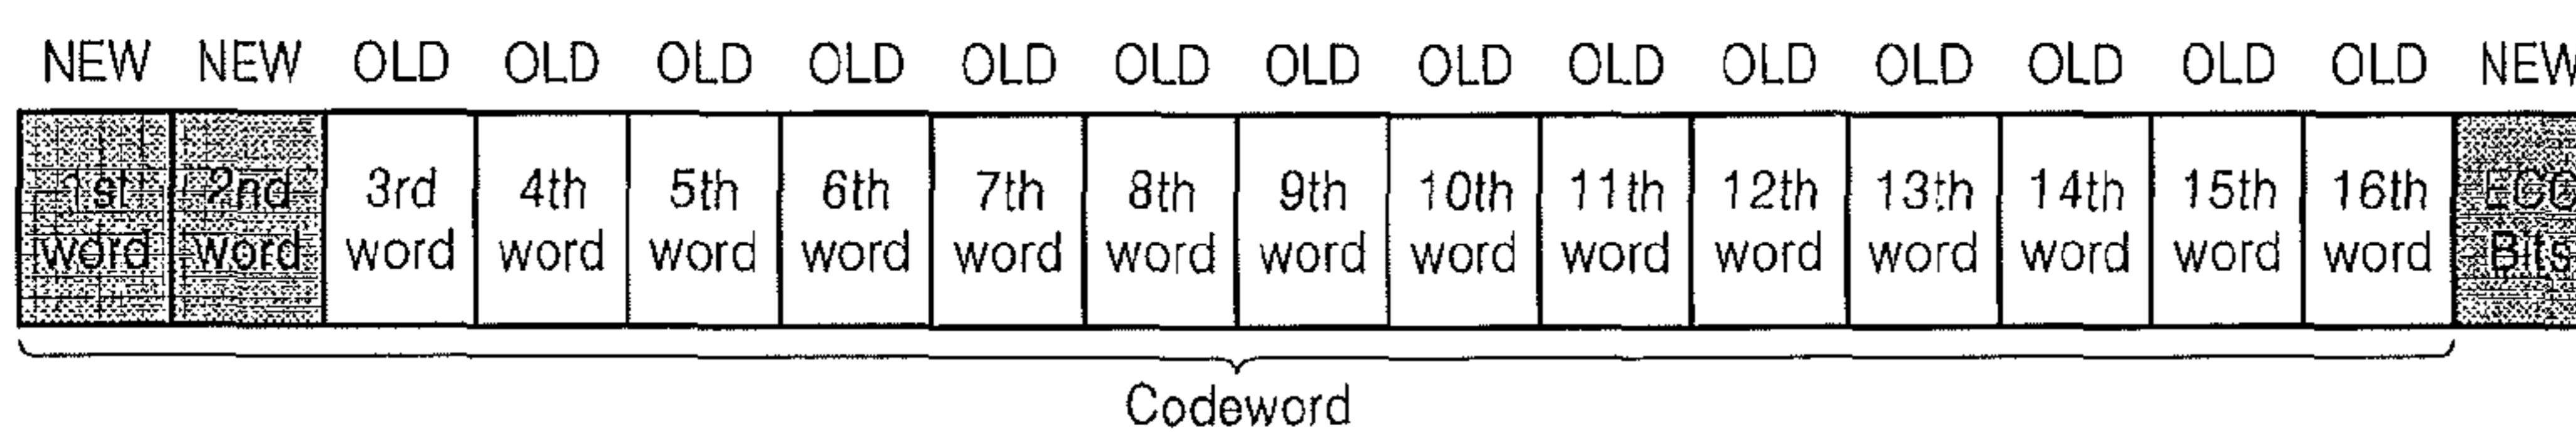 NEW NEW OLD OLD OLD OLD OLD OLD OLD OLD OLD OLD OLD OLD OLD OLD NEW
1st 2nd 3rd 4th 5th 6th 7th 8th 9th 10th 11th 12th 13th 14th 15th 16th ECC
word word word word word word word word word word word word word word word word Bits
Codeword